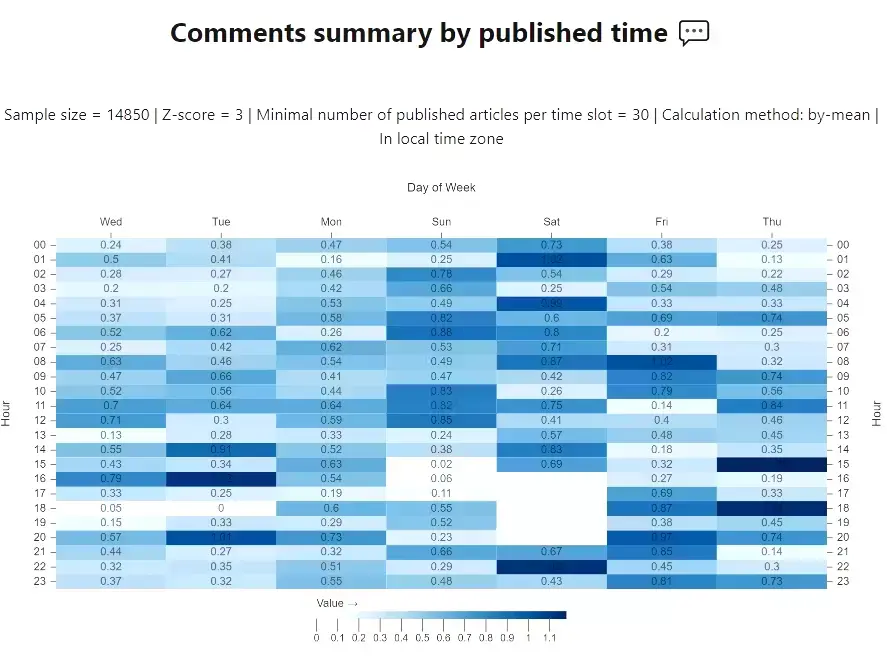 Comments summary by published time 💬
Sample size = 14850 | Z-score = 3 | Minimal number of published articles per time slot = 30 | Calculation method: by-mean |
In local time zone
Day of Week
Wed Tue Mon Sun Sat Fri Thu
00 0.24 0.38 0.47 0.54 0.73 0.38 0.25 00
01 0.5 0.41 0.16 0.25 0.63 0.13 01
02 0.28 0.27 0.46 0.78 0.54 0.29 0.22 02
03 0.2 0.2 0.42 0.66 0.25 0.54 0.48 03
04 0.31 0.25 0.53 0.49 0.33 0.33 04
05 0.37 0.31 0.58 0.82 0.6 0.69 0.74 05
06 0.52 0.62 0.26 0.88 0.8 0.2 0.25 06
07 0.25 0.42 0.62 0.53 0.71 0.31 0.3 07
08 0.63 0.46 0.54 0.49 0.87 0.32 08
09 0.47 0.66 0.41 0.47 0.42 0.82 0.74 09
10 0.52 0.56 0.44 0.83 0.26 0.79 0.56 10
11 0.7 0.64 0.64 0.82 0.75 0.14 0.84 11
12 0.71 0.3 0.59 0.85 0.41 0.4 0.46 12
13 0.13 0.28 0.33 0.24 0.57 0.48 0.45 13
14 0.55 0.91 0.52 0.38 0.83 0.18 0.35 14
15 0.43 0.34 0.63 0.02 0.69 0.32 15
16 0.79 0.54 0.06 0.27 0.19 16
17 0.33 0.25 0.19 0.11 0.69 0.33 17
18 0.05 0 0.6 0.55 0.87 18
19 0.15 0.33 0.29 0.52 0.38 0.45 19
20 0.57 1.01 0.73 0.23 0.97 0.74 20
21 0.44 0.27 0.32 0.66 0.67 0.85 0.14 21
22 0.32 0.35 0.51 0.29 0.45 0.3 22
23 0.37 0.32 0.55 0.48 0.43 0.81 0.73 23
Hour
Hour
Value →
0 0.1 0.2 0.3 0.4 0.5 0.6 0.7 0.8 0.9 1 1.1